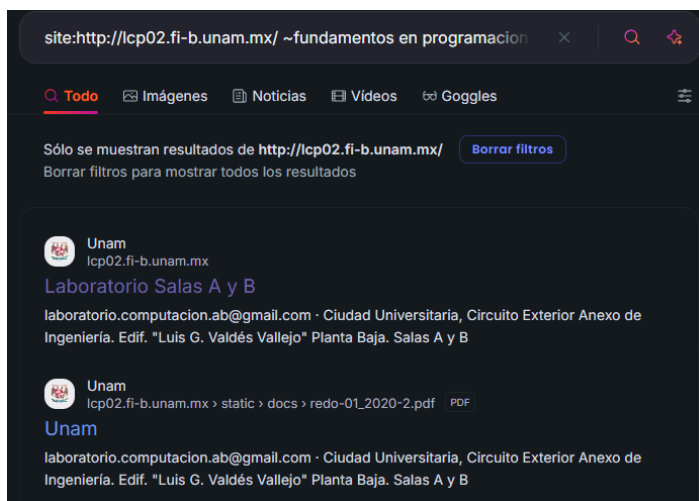 site:http://lcp02.fi-b.unam.mx/ ~fundamentos en programacion
Todo Imágenes Noticias Vídeos Goggles
Sólo se muestran resultados de http://lcp02.fi-b.unam.mx/ Borrar filtros
Borrar filtros para mostrar todos los resultados
Unam
lcp02.fi-b.unam.mx
Laboratorio Salas A y B
laboratorio.computacion.ab@gmail.com · Ciudad Universitaria, Circuito Exterior Anexo de
Ingeniería. Edif. "Luis G. Valdés Vallejo" Planta Baja. Salas A y B
Unam
lcp02.fi-b.unam.mx › static › docs › redo-01_2020-2.pdf PDF
Unam
laboratorio.computacion.ab@gmail.com · Ciudad Universitaria, Circuito Exterior Anexo de
Ingeniería. Edif. "Luis G. Valdés Vallejo" Planta Baja. Salas A y B